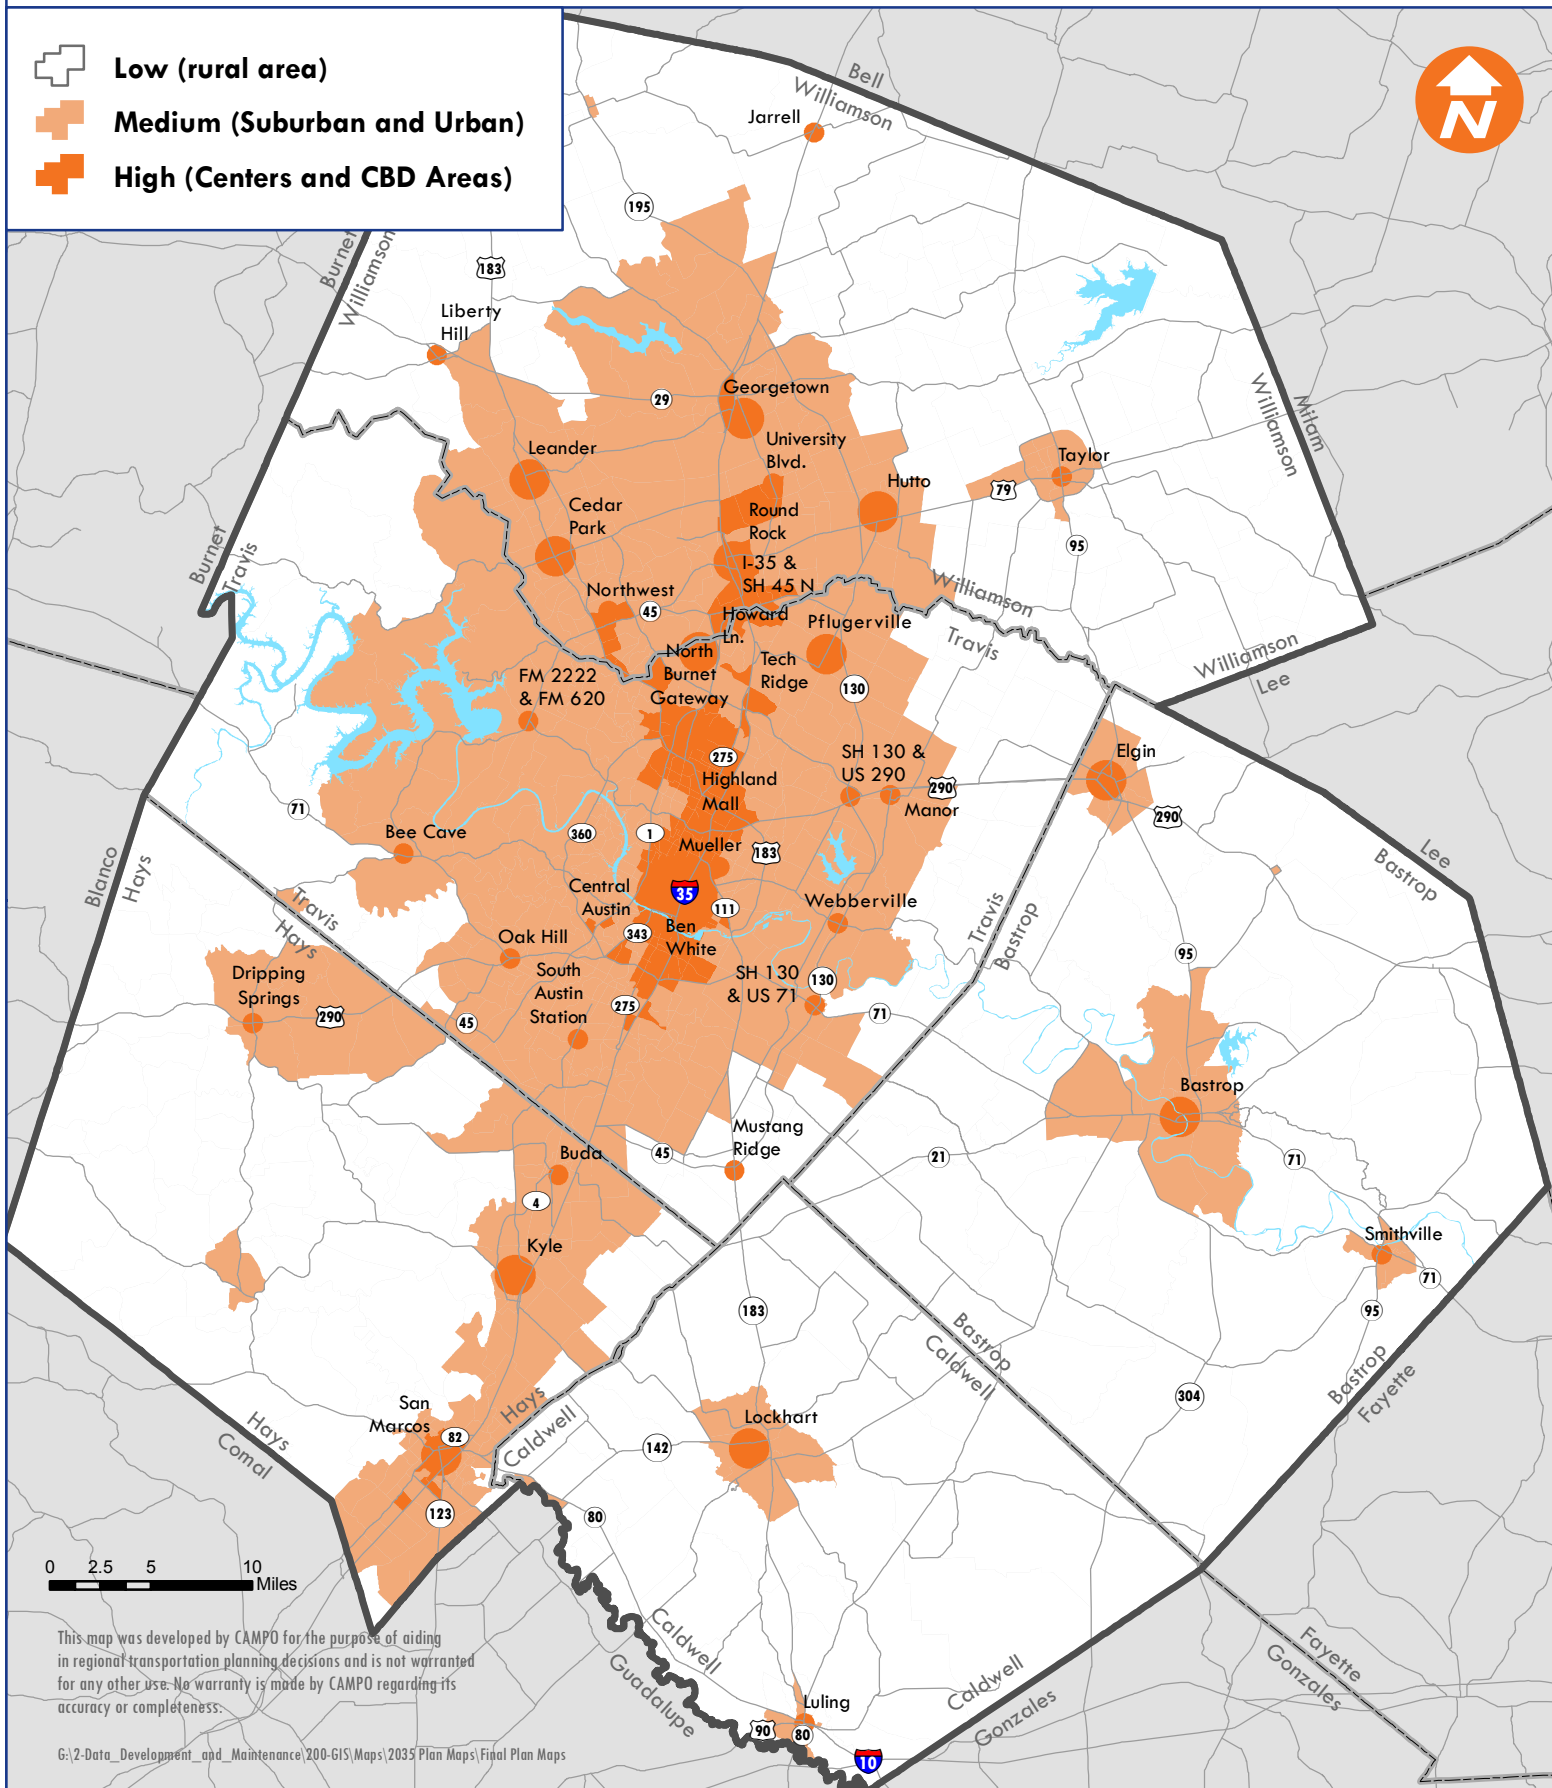 Low (rural area)
Medium (Suburban and Urban)
High (Centers and CBD Areas)
N
Bell
Williamson
Jarrell
195
Burnet
Williamson
183
Liberty
Hill
29
Georgetown
University
Blvd.
Leander
Cedar
Park
Round
Rock
Hutto
Taylor
79
95
Williamson
Milam
Burnet
Travis
I-35 &
SH 45 N
Northwest
45
Howard
Ln.
Pflugerville
Williamson
Travis
Williamson
Lee
North
Burnet
Gateway
Tech
Ridge
130
FM 2222
& FM 620
275
Highland
Mall
SH 130 &
US 290
290
Manor
Elgin
290
71
Bee Cave
360
1
Mueller
183
Blanco
Hays
Lee
Bastrop
Central
Austin
35
111
Webberville
Travis
Hays
Travis
Bastrop
343
Ben
White
Oak Hill
South
Austin
Station
275
SH 130
& US 71
130
71
95
Dripping
Springs
290
45
Bastrop
Mustang
Ridge
45
21
71
Buda
4
Kyle
Smithville
71
95
183
Bastrop
Caldwell
Bastrop
Fayette
304
San
Marcos
82
Hays
Caldwell
Lockhart
142
Hays
Comal
123
80
0 2.5 5 10
Miles
This map was developed by CAMPO for the purpose of aiding
in regional transportation planning decisions and is not warranted
for any other use. No warranty is made by CAMPO regarding its
accuracy or completeness.
G:\2-Data_Development_and_Maintenance\200-GIS\Maps\2035 Plan Maps\Final Plan Maps
Caldwell
Guadalupe
Luling
90
80
10
Caldwell
Gonzales
Fayette
Gonzales